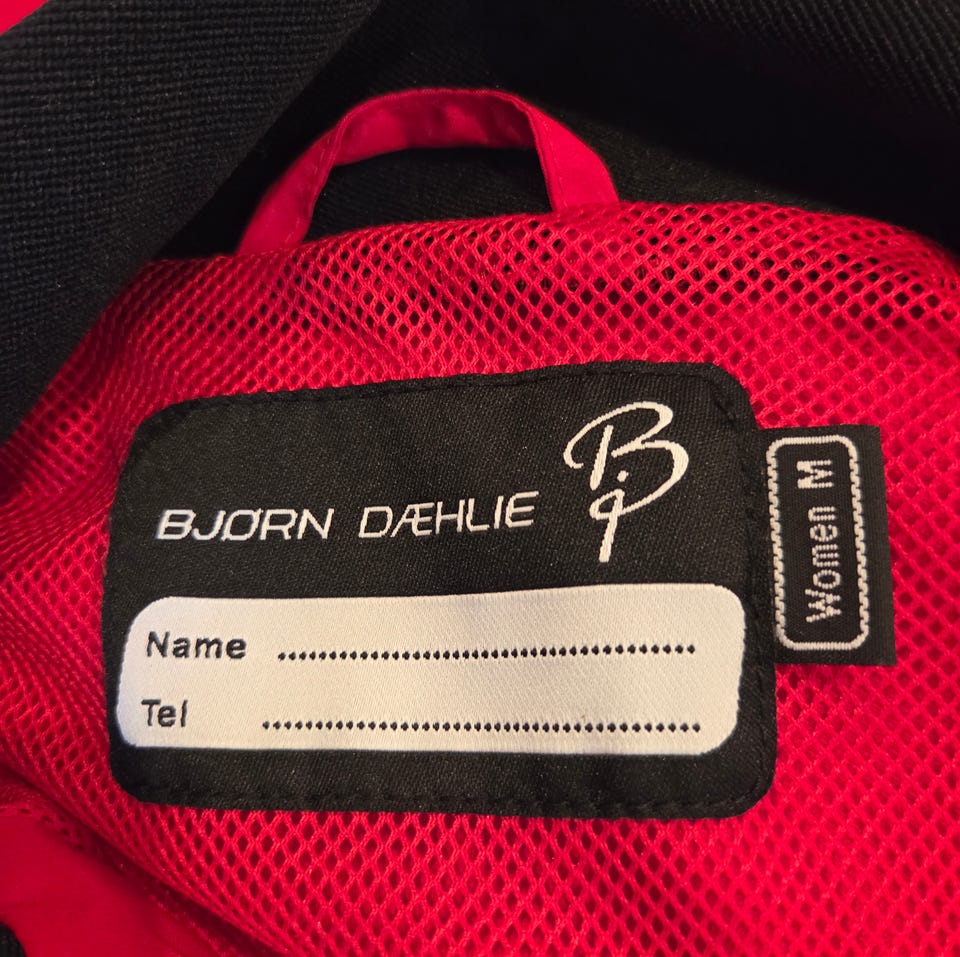 BJØRN DÆHLIE
Name ........................................
Tel ..........................................
Women M